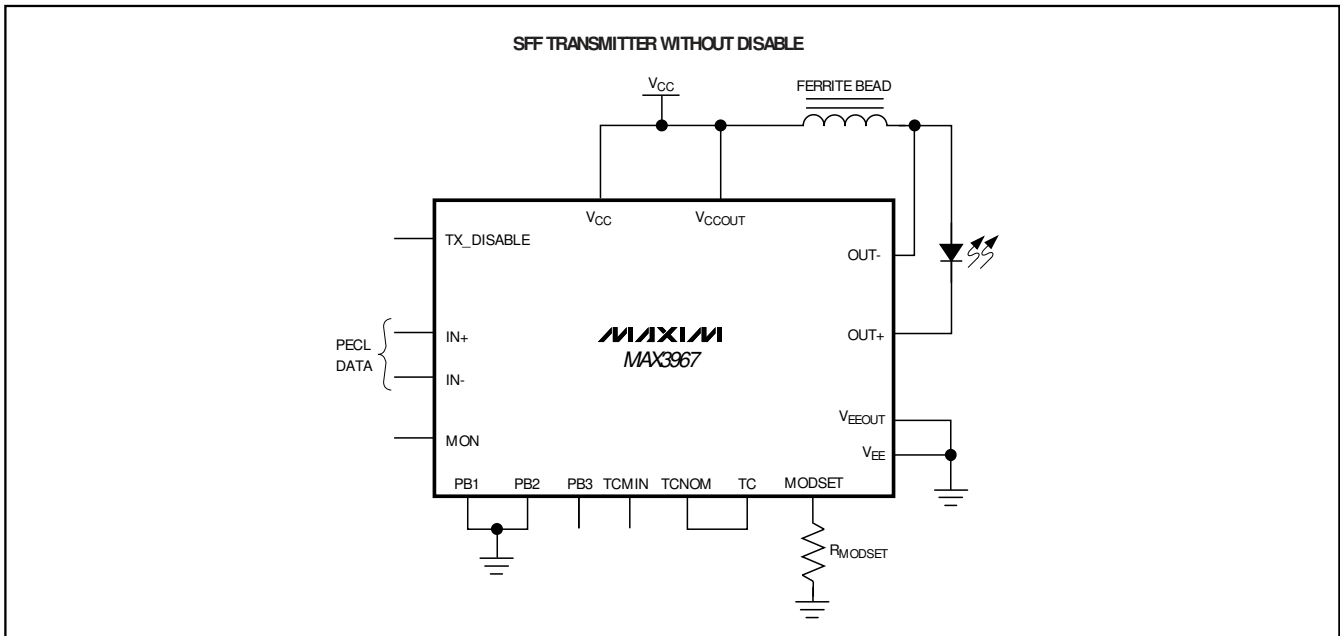 SFF TRANSMITTER WITHOUT DISABLE
VCC
FERRITE BEAD
VCC
VCCOUT
TX_DISABLE
OUT-
PECL
DATA
IN+
IN-
MAXIM
MAX3967
OUT+
MON
VEEOUT
VEE
PB1 PB2 PB3 TCMIN TCNOM TC MODSET
RMODSET